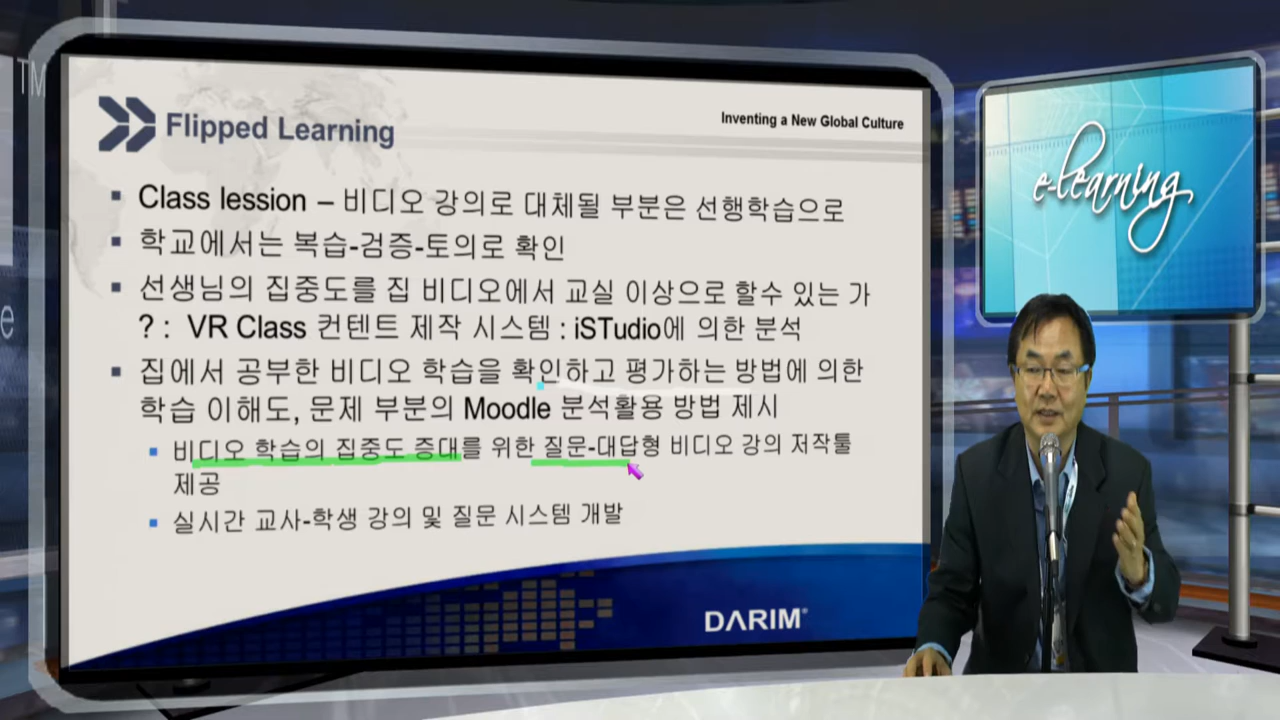 TM
e
Flipped Learning
Inventing a New Global Culture
Class lession – 비디오 강의로 대체될 부분은 선행학습으로
학교에서는 복습-검증-토의로 확인
선생님의 집중도를 집 비디오에서 교실 이상으로 할수 있는 가
? : VR Class 컨텐트 제작 시스템 : iSTudio에 의한 분석
집에서 공부한 비디오 학습을 확인하고 평가하는 방법에 의한
학습 이해도, 문제 부분의 Moodle 분석활용 방법 제시
비디오 학습의 집중도 증대를 위한 질문-대답형 비디오 강의 저작툴
제공
실시간 교사-학생 강의 및 질문 시스템 개발
DARIM®
e-learning